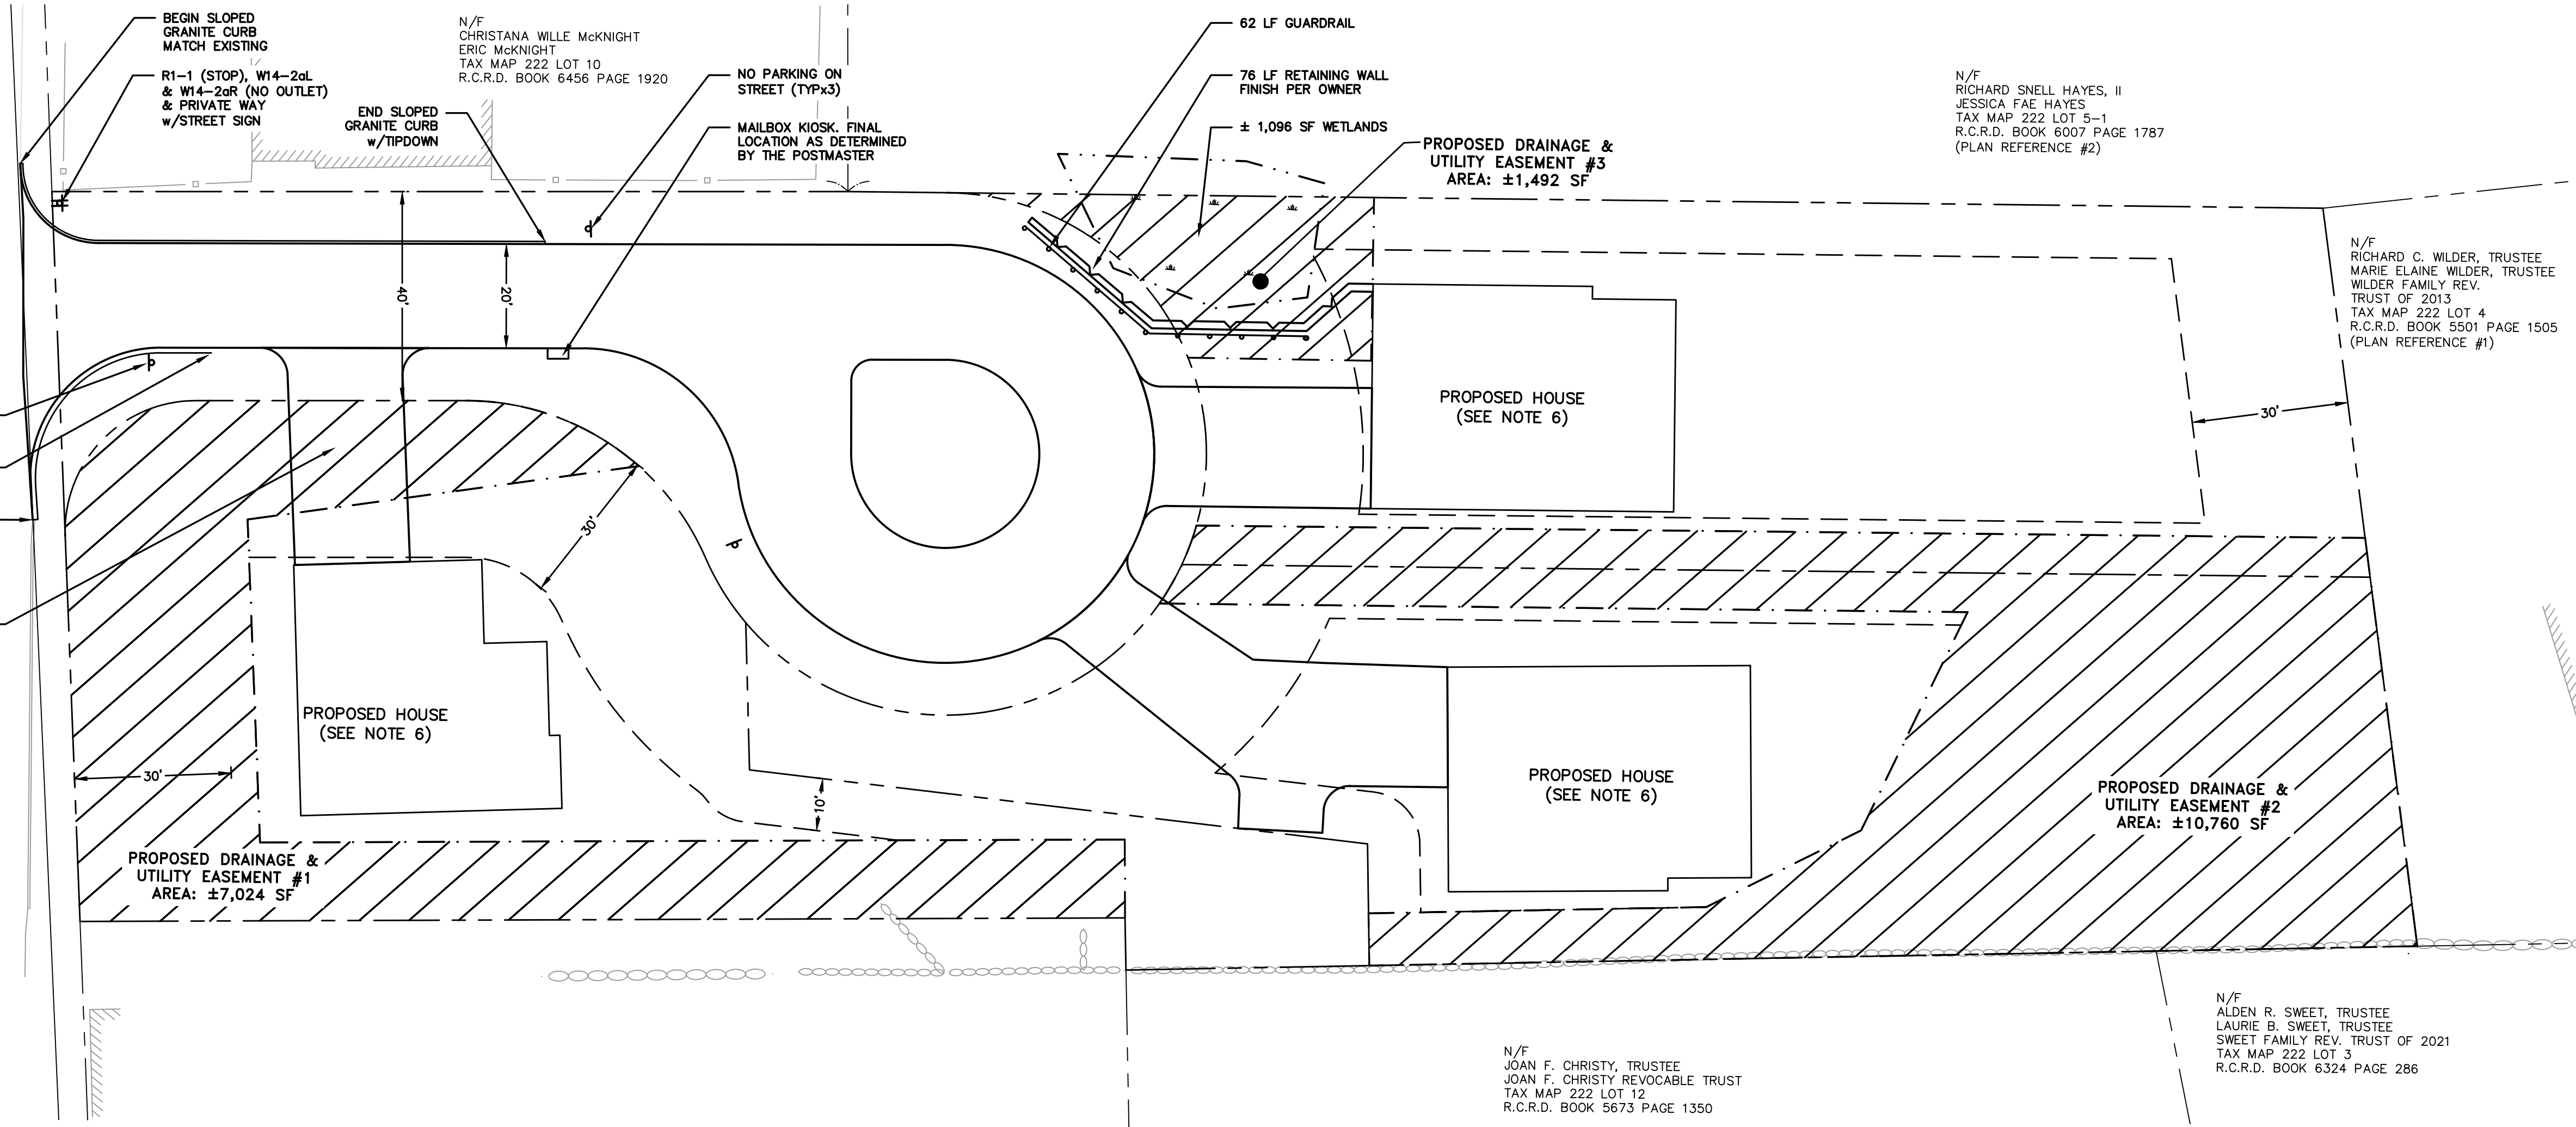 BEGIN SLOPED
GRANITE CURB
MATCH EXISTING
R1-1 (STOP), W14-2aL
& W14-2aR (NO OUTLET)
& PRIVATE WAY
w/STREET SIGN
N/F
CHRISTANA WILLE McKNIGHT
ERIC McKNIGHT
TAX MAP 222 LOT 10
R.C.R.D. BOOK 6456 PAGE 1920
END SLOPED
GRANITE CURB
w/TIPDOWN
NO PARKING ON
STREET (TYPx3)
MAILBOX KIOSK. FINAL
LOCATION AS DETERMINED
BY THE POSTMASTER
62 LF GUARDRAIL
76 LF RETAINING WALL
FINISH PER OWNER
± 1,096 SF WETLANDS
PROPOSED DRAINAGE &
UTILITY EASEMENT #3
AREA: ±1,492 SF
N/F
RICHARD SNELL HAYES, II
JESSICA FAE HAYES
TAX MAP 222 LOT 5-1
R.C.R.D. BOOK 6007 PAGE 1787
(PLAN REFERENCE #2)
N/F
RICHARD C. WILDER, TRUSTEE
MARIE ELAINE WILDER, TRUSTEE
WILDER FAMILY REV.
TRUST OF 2013
TAX MAP 222 LOT 4
R.C.R.D. BOOK 5501 PAGE 1505
(PLAN REFERENCE #1)
40'
20'
PROPOSED HOUSE
(SEE NOTE 6)
30'
30'
PROPOSED HOUSE
(SEE NOTE 6)
30'
10'
PROPOSED HOUSE
(SEE NOTE 6)
PROPOSED DRAINAGE &
UTILITY EASEMENT #2
AREA: ±10,760 SF
PROPOSED DRAINAGE &
UTILITY EASEMENT #1
AREA: ±7,024 SF
N/F
JOAN F. CHRISTY, TRUSTEE
JOAN F. CHRISTY REVOCABLE TRUST
TAX MAP 222 LOT 12
R.C.R.D. BOOK 5673 PAGE 1350
N/F
ALDEN R. SWEET, TRUSTEE
LAURIE B. SWEET, TRUSTEE
SWEET FAMILY REV. TRUST OF 2021
TAX MAP 222 LOT 3
R.C.R.D. BOOK 6324 PAGE 286